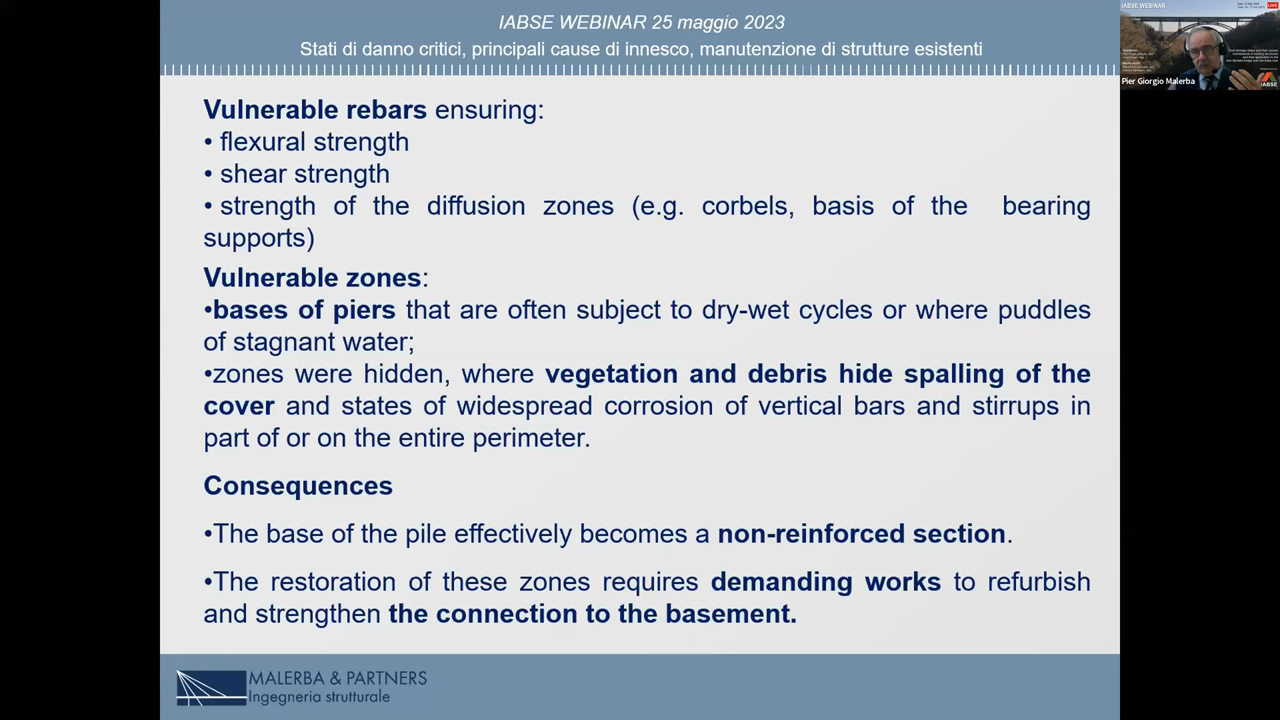 IABSE WEBINAR 25 maggio 2023
Stati di danno critici, principali cause di innesco, manutenzione di strutture esistenti
Vulnerable rebars ensuring:
• flexural strength
• shear strength
• strength of the diffusion zones (e.g. corbels, basis of the bearing
supports)
Vulnerable zones:
•bases of piers that are often subject to dry-wet cycles or where puddles
of stagnant water;
•zones were hidden, where vegetation and debris hide spalling of the
cover and states of widespread corrosion of vertical bars and stirrups in
part of or on the entire perimeter.
Consequences
•The base of the pile effectively becomes a non-reinforced section.
•The restoration of these zones requires demanding works to refurbish
and strengthen the connection to the basement.
MALERBA & PARTNERS
Ingegneria strutturale
IABSE WEBINAR
LIVE
Pier Giorgio Malerba
IABSE